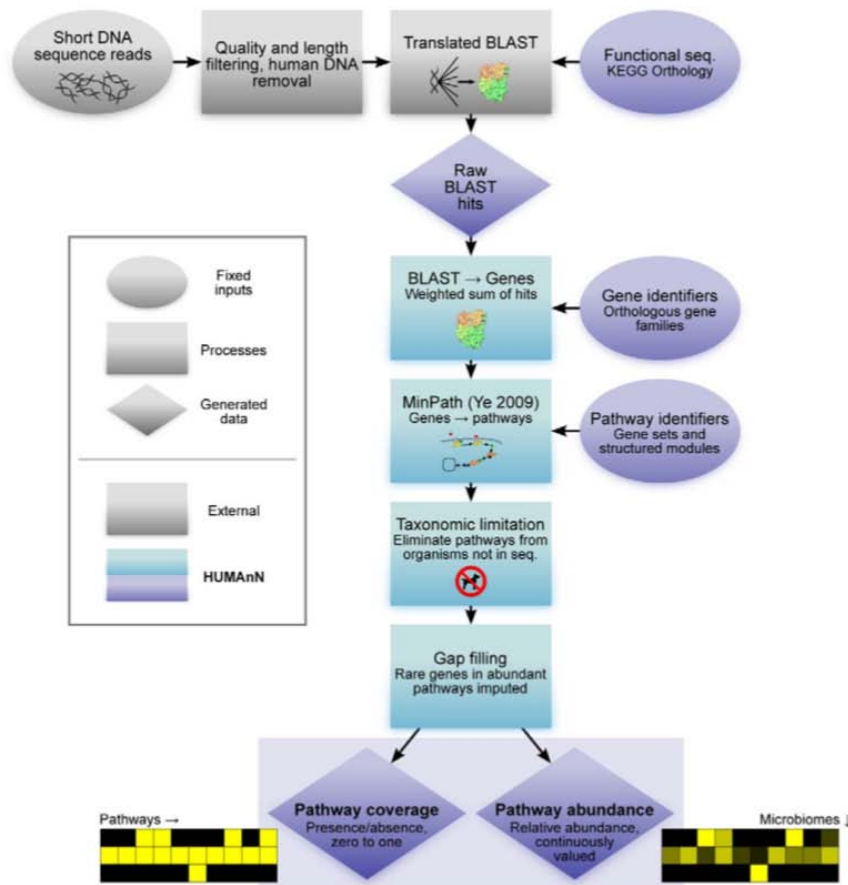 Short DNA
sequence reads
Quality and length
filtering, human DNA
removal
Translated BLAST
Functional seq.
KEGG Orthology
Raw
BLAST
hits
Fixed
inputs
Processes
Generated
data
External
HUMAnN
BLAST → Genes
Weighted sum of hits
Gene identifiers
Orthologous gene
families
MinPath (Ye 2009)
Genes → pathways
Pathway identifiers
Gene sets and
structured modules
Taxonomic limitation
Eliminate pathways from
organisms not in seq.
Gap filling
Rare genes in abundant
pathways imputed
Pathway coverage
Presence/absence,
zero to one
Pathway abundance
Relative abundance,
continuously
valued
Pathways →
Microbiomes ↓